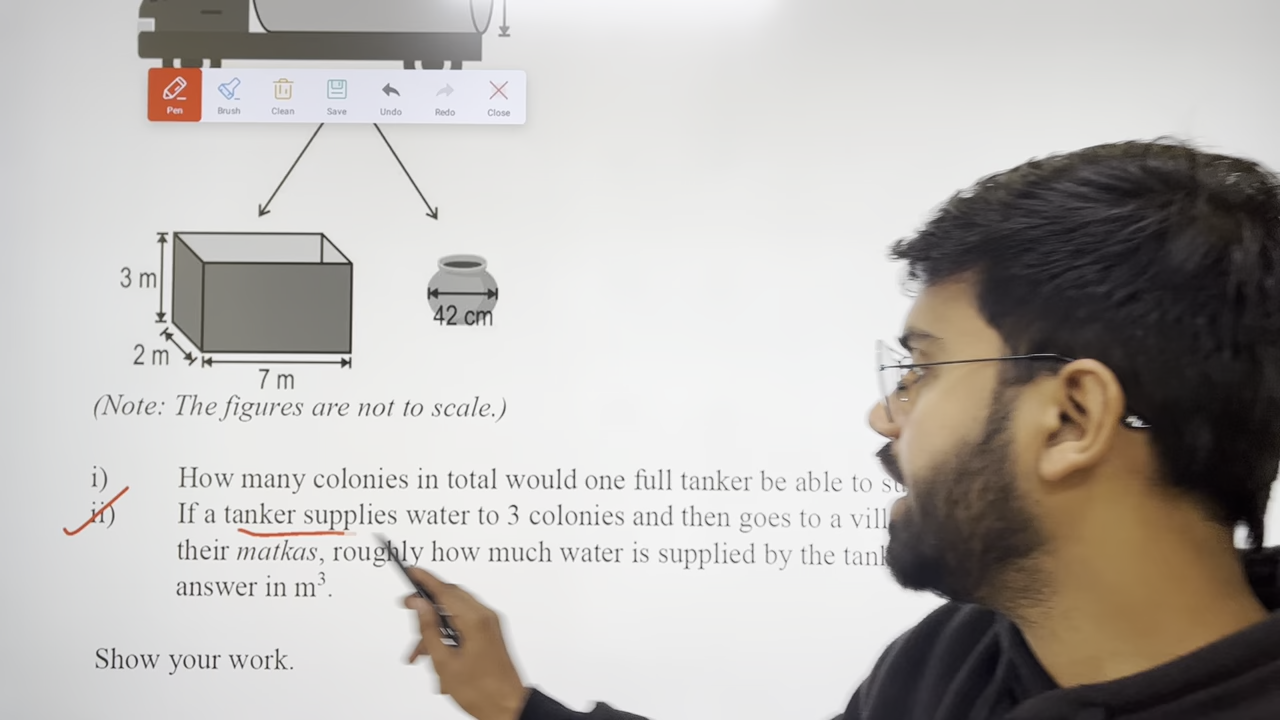 Pen Brush Clean Save Undo Redo Close
3 m
2 m
7 m
42 cm
(Note: The figures are not to scale.)
i) How many colonies in total would one full tanker be able to
ii) If a tanker supplies water to 3 colonies and then goes to a
their matkas, roughly how much water is supplied by the
answer in m³.
Show your work.